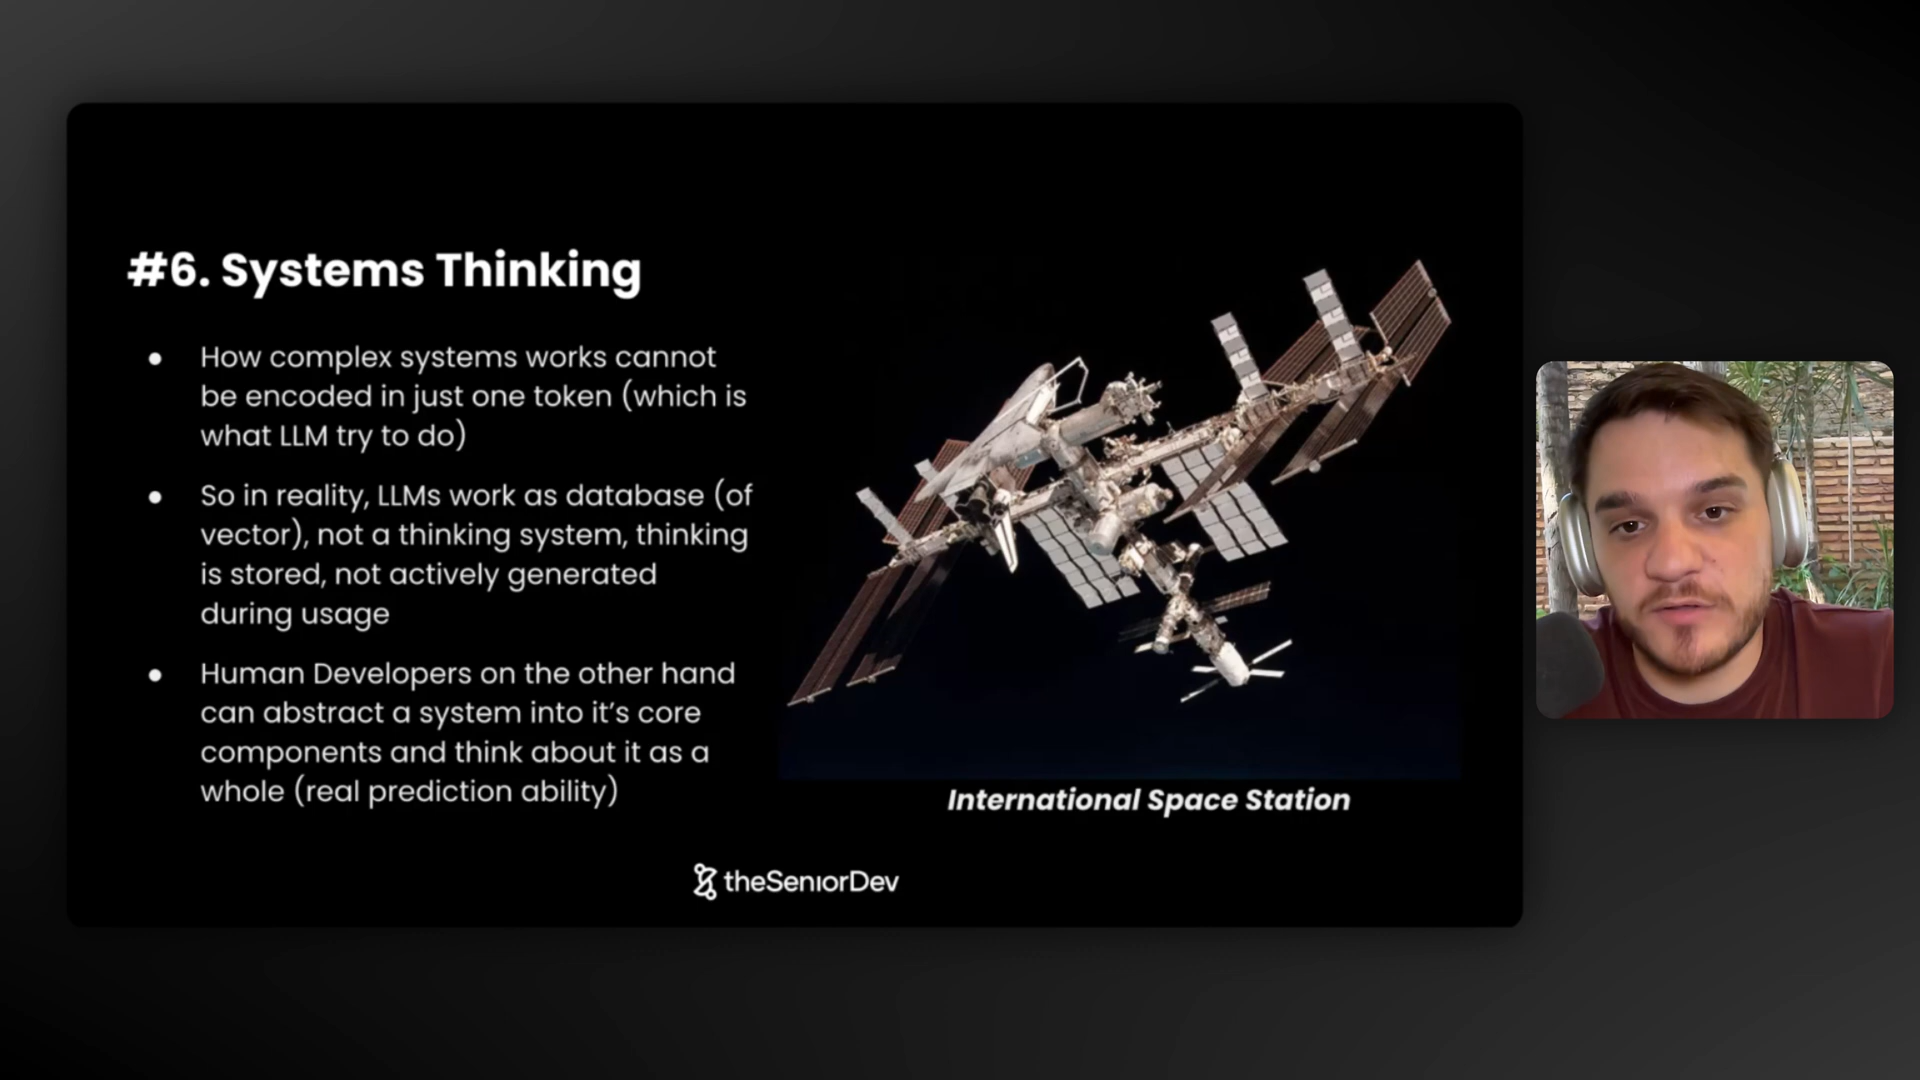 #6. Systems Thinking
● How complex systems works cannot
be encoded in just one token (which is
what LLM try to do)
● So in reality, LLMs work as database (of
vector), not a thinking system, thinking
is stored, not actively generated
during usage
● Human Developers on the other hand
can abstract a system into it's core
components and think about it as a
whole (real prediction ability)
International Space Station
theSeniorDev